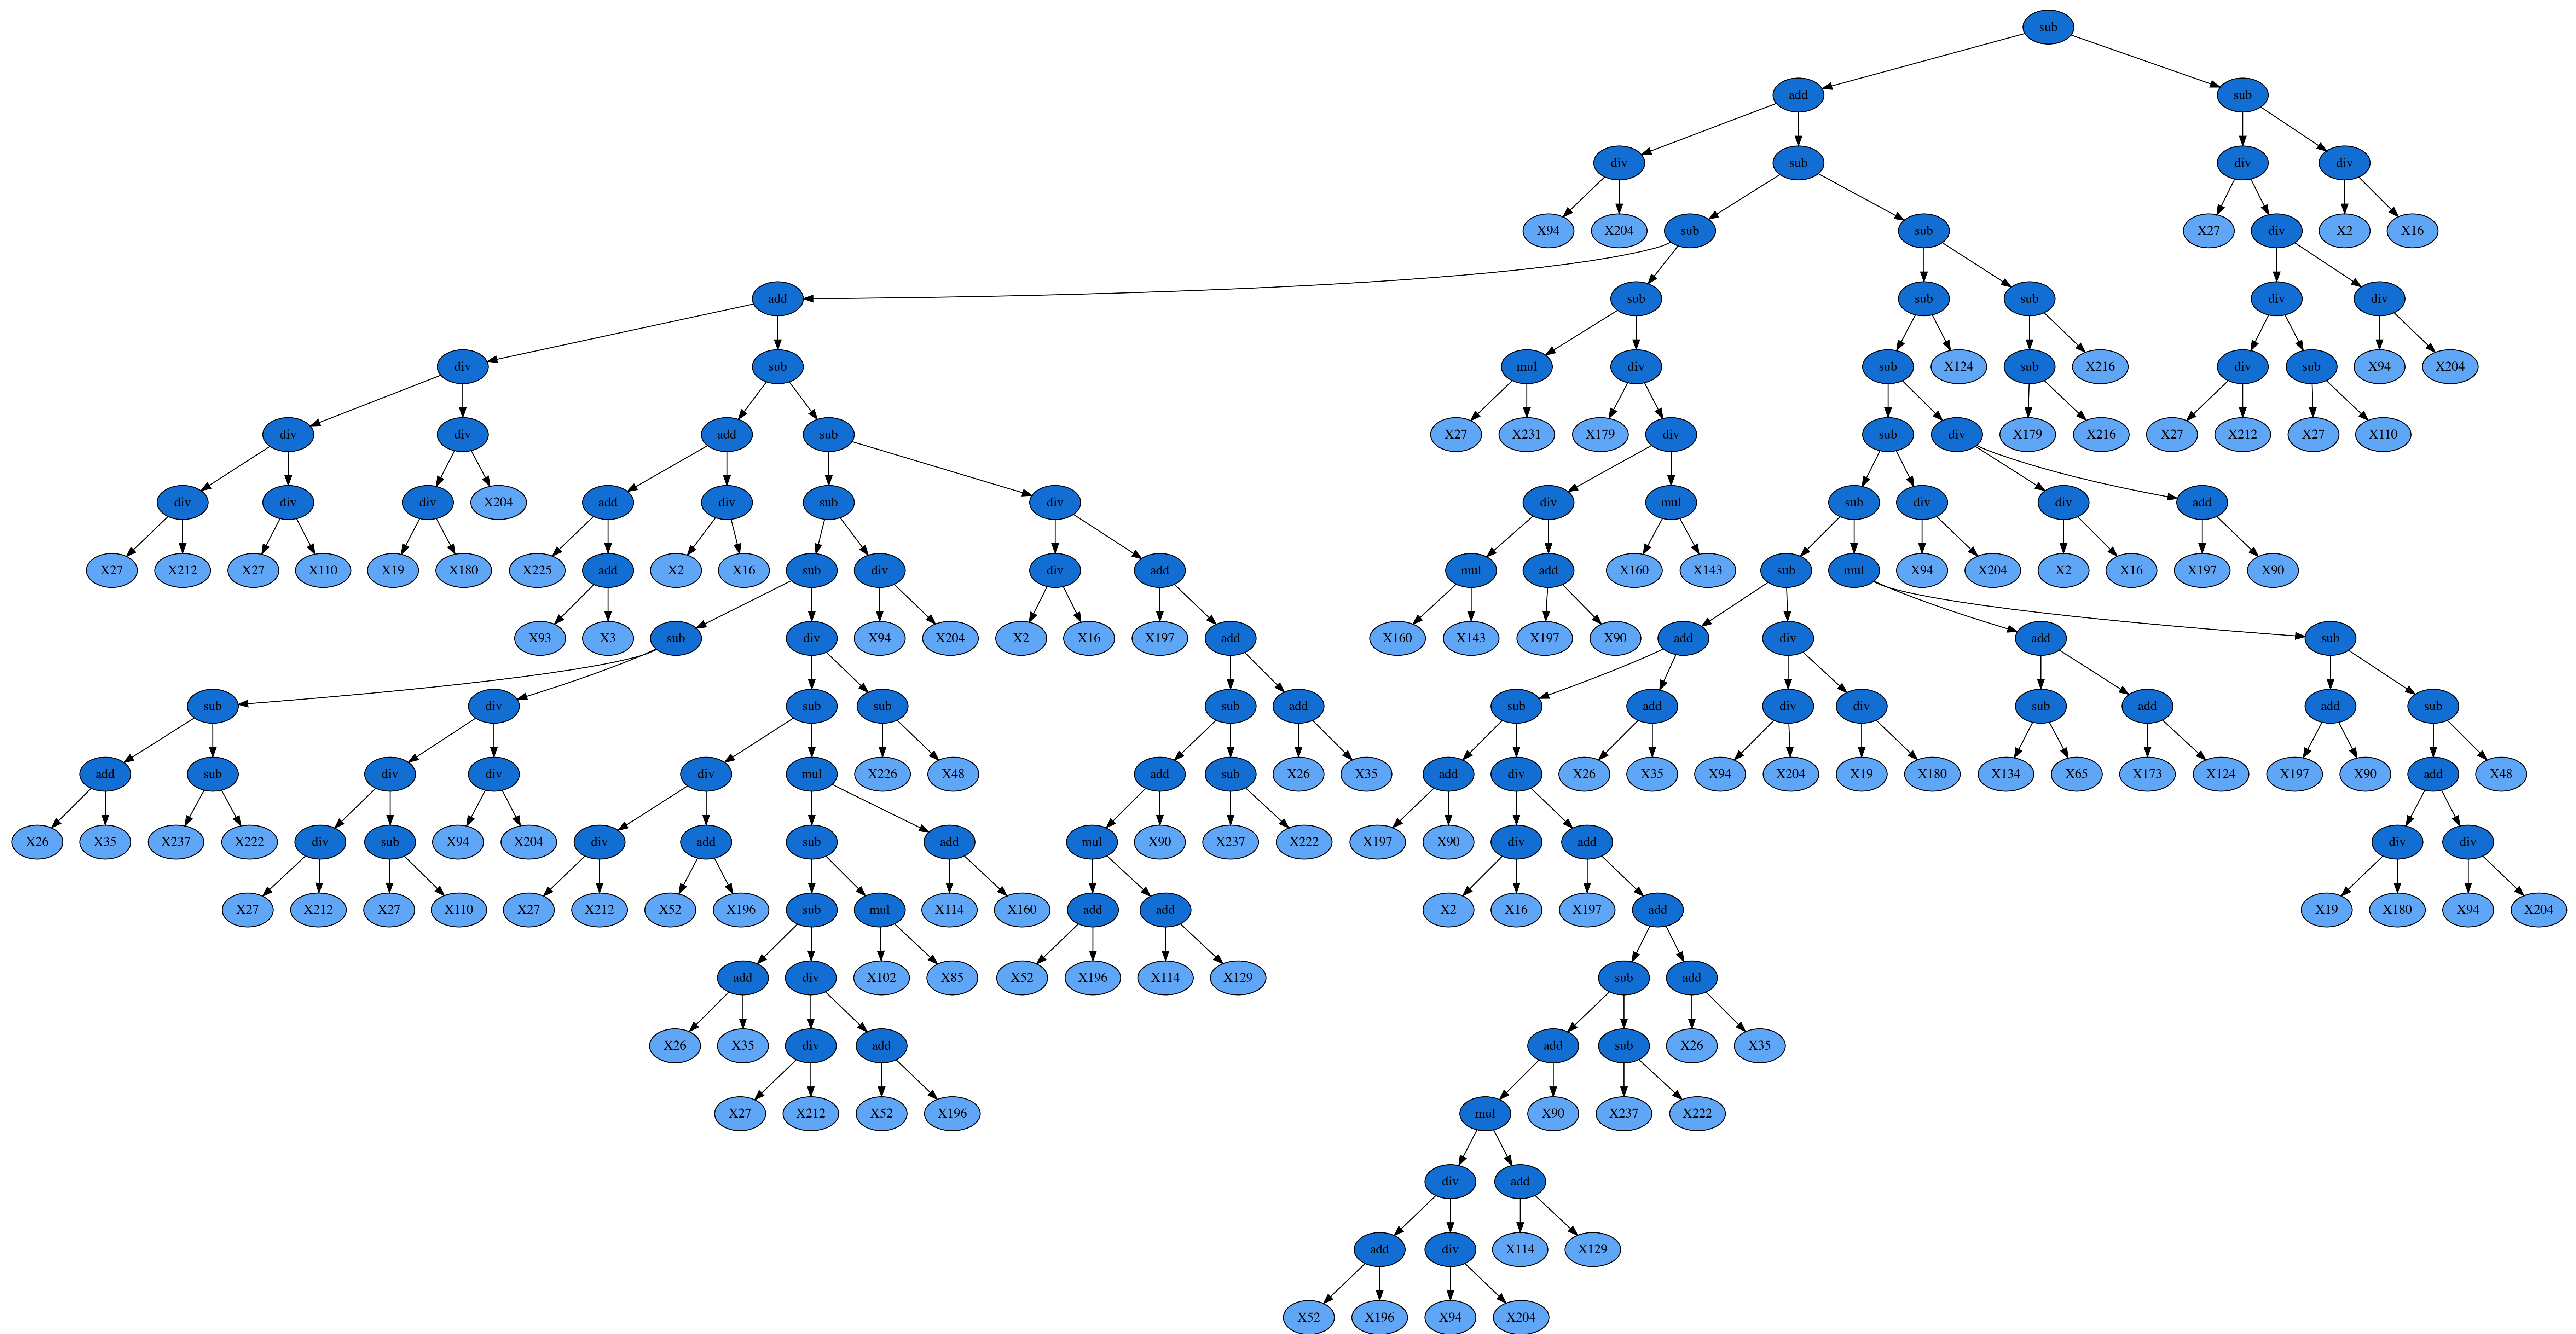 sub
add sub
div sub div div
X94 X204 sub sub X27 div X2 X16
add sub sub sub div div
div sub mul div sub X124 sub X216 div sub X94 X204
div div add sub X27 X231 X179 div sub div X179 X216 X27 X212 X27 X110
div div div X204 add div sub div div mul sub div div add
X27 X212 X27 X110 X19 X180 X225 add X2 X16 sub div div add mul add X160 X143 sub mul X94 X204 X2 X16 X197 X90
X93 X3 sub div X94 X204 X2 X16 X197 add X160 X143 X197 X90 add div add sub
sub div sub sub sub add sub add div div sub add add sub
add sub div div div mul X226 X48 add sub X26 X35 add div X26 X35 X94 X204 X19 X180 X134 X65 X173 X124 X197 X90 add X48
X26 X35 X237 X222 div sub X94 X204 div add sub add mul X90 X237 X222 X197 X90 div add div div
X27 X212 X27 X110 X27 X212 X52 X196 sub mul X114 X160 add add X2 X16 X197 add X19 X180 X94 X204
add div X102 X85 X52 X196 X114 X129 sub add
X26 X35 div add add sub X26 X35
X27 X212 X52 X196 mul X90 X237 X222
div add
add div X114 X129
X52 X196 X94 X204